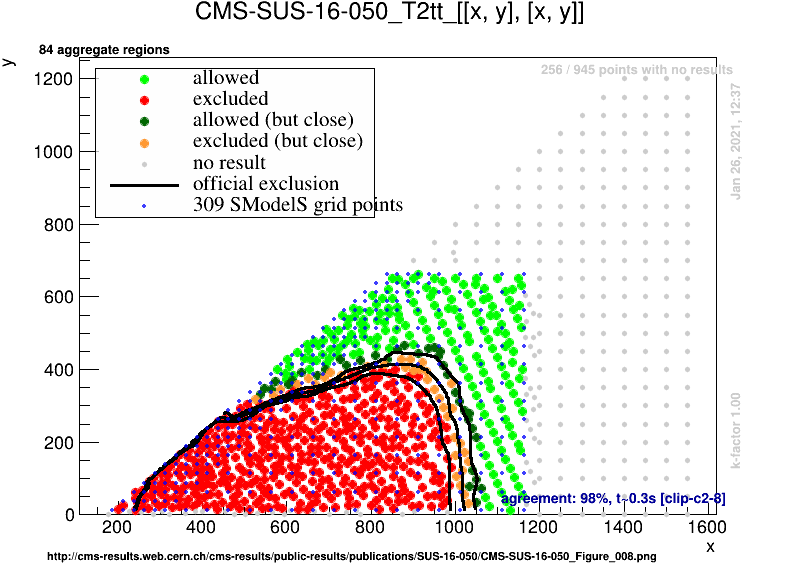 CMS-SUS-16-050_T2tt_[[x, y], [x, y]]
84 aggregate regions
y
256 / 945 points with no results
allowed
excluded
allowed (but close)
excluded (but close)
no result
official exclusion
309 SModelS grid points
Jan 26, 2021, 12:37
k-factor 1.00
1200
1000
800
600
400
200
0
agreement: 98%, t~0.3s [clip-c2-8]
200 400 600 800 1000 1200 1400 1600
x
http://cms-results.web.cern.ch/cms-results/public-results/publications/SUS-16-050/CMS-SUS-16-050_Figure_008.png